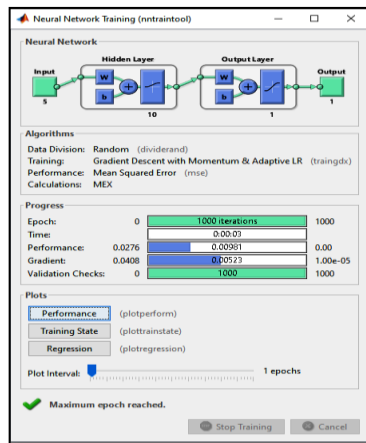 Neural Network Training (nntraintool)
Neural Network
Hidden Layer
Output Layer
Input
Output
W
W
b
b
5
10
1
1
Algorithms
Data Division: Random (dividerand)
Training: Gradient Descent with Momentum & Adaptive LR (traingdx)
Performance: Mean Squared Error (mse)
Calculations: MEX
Progress
Epoch: 0 1000 iterations 1000
Time: 0:00:03
Performance: 0.0276 0.00981 0.00
Gradient: 0.0408 0.00523 1.00e-05
Validation Checks: 0 1000 1000
Plots
Performance (plotperform)
Training State (plottrainstate)
Regression (plotregression)
Plot Interval: 1 epochs
Maximum epoch reached.
Stop Training Cancel